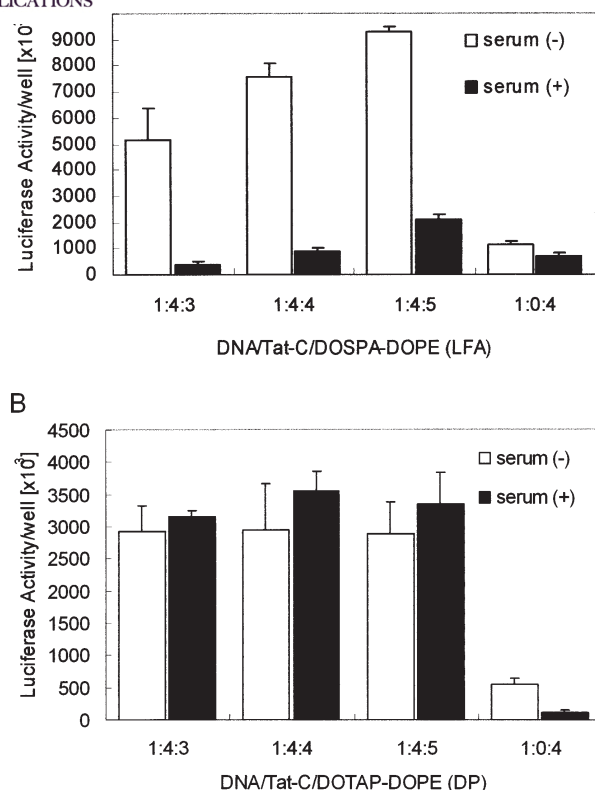 LICATIONS
Luciferase Activity/well [x10
9000
8000
7000
6000
5000
4000
3000
2000
1000
0
serum (-)
serum (+)
1:4:3 1:4:4 1:4:5 1:0:4
DNA/Tat-C/DOSPA-DOPE (LFA)
B
Luciferase Activity/well [x10³]
4500
4000
3500
3000
2500
2000
1500
1000
500
0
serum (-)
serum (+)
1:4:3 1:4:4 1:4:5 1:0:4
DNA/Tat-C/DOTAP-DOPE (DP)